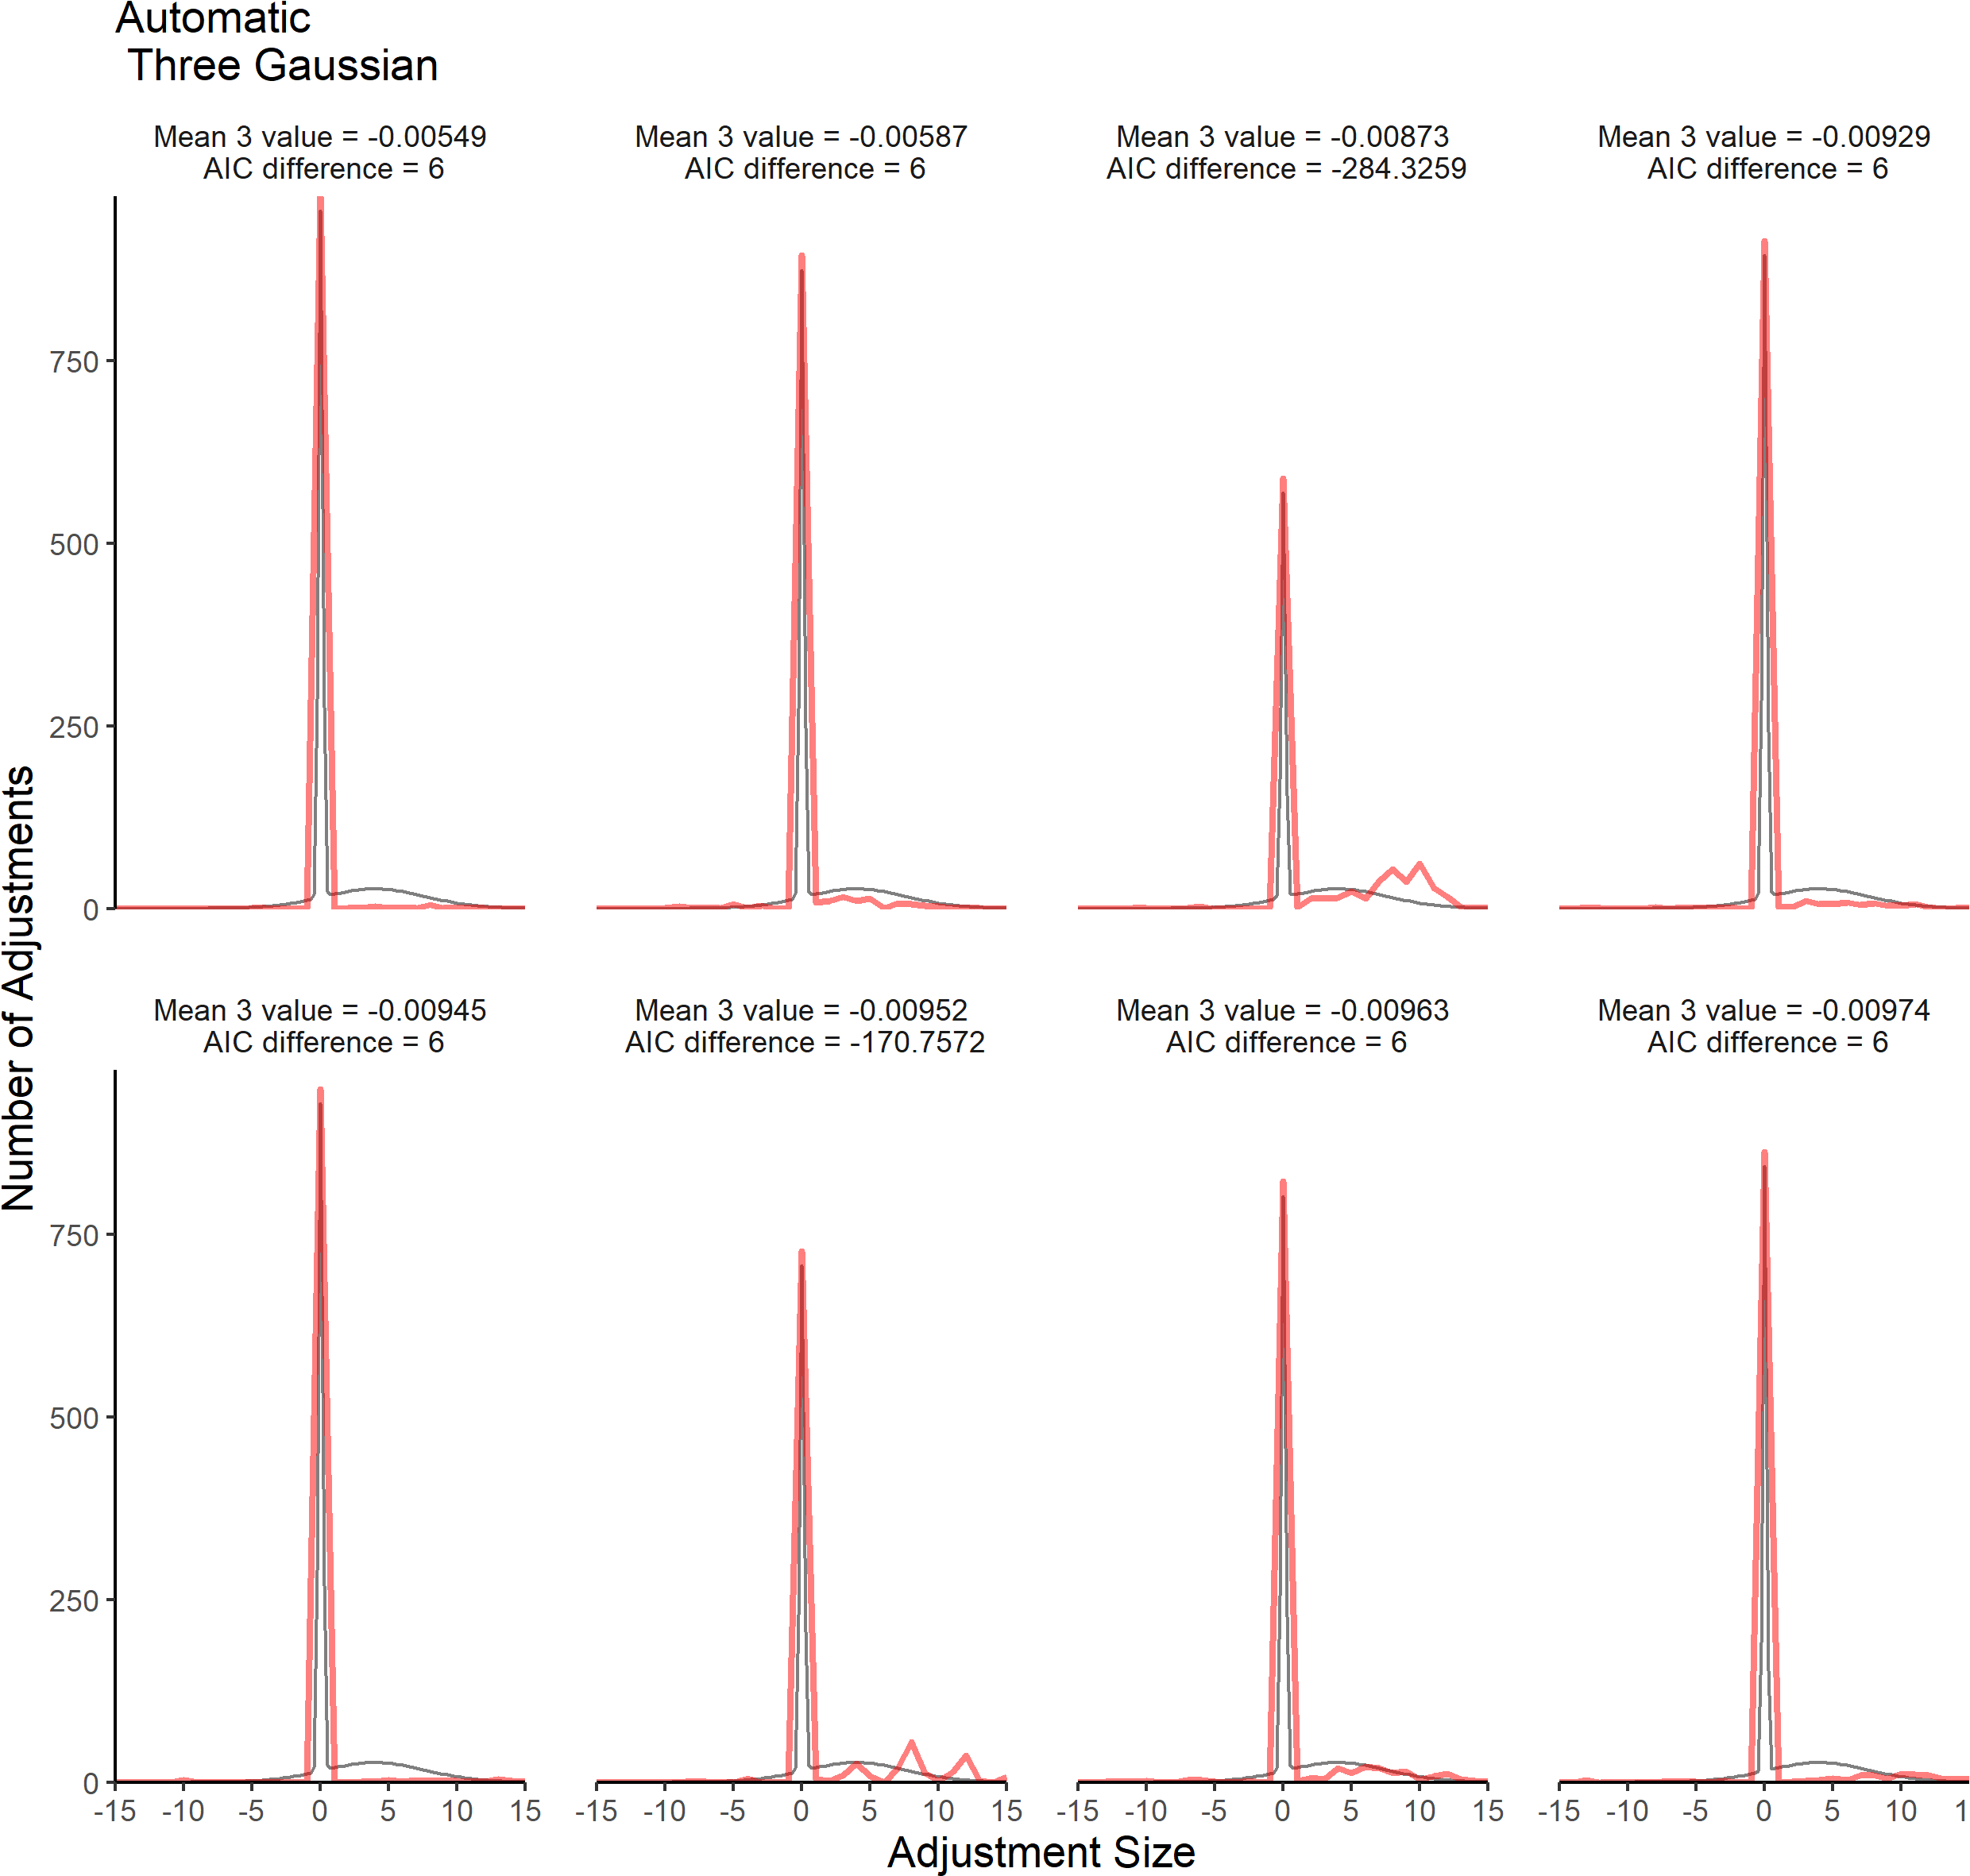 Automatic
Three Gaussian
Mean 3 value = -0.00549
AIC difference = 6
Mean 3 value = -0.00587
AIC difference = 6
Mean 3 value = -0.00873
AIC difference = -284.3259
Mean 3 value = -0.00929
AIC difference = 6
750
500
250
0
Number of Adjustments
Mean 3 value = -0.00945
AIC difference = 6
Mean 3 value = -0.00952
AIC difference = -170.7572
Mean 3 value = -0.00963
AIC difference = 6
Mean 3 value = -0.00974
AIC difference = 6
750
500
250
0
-15 -10 -5 0 5 10 15
-15 -10 -5 0 5 10 15
-15 -10 -5 0 5 10 15
-15 -10 -5 0 5 10 1
Adjustment Size